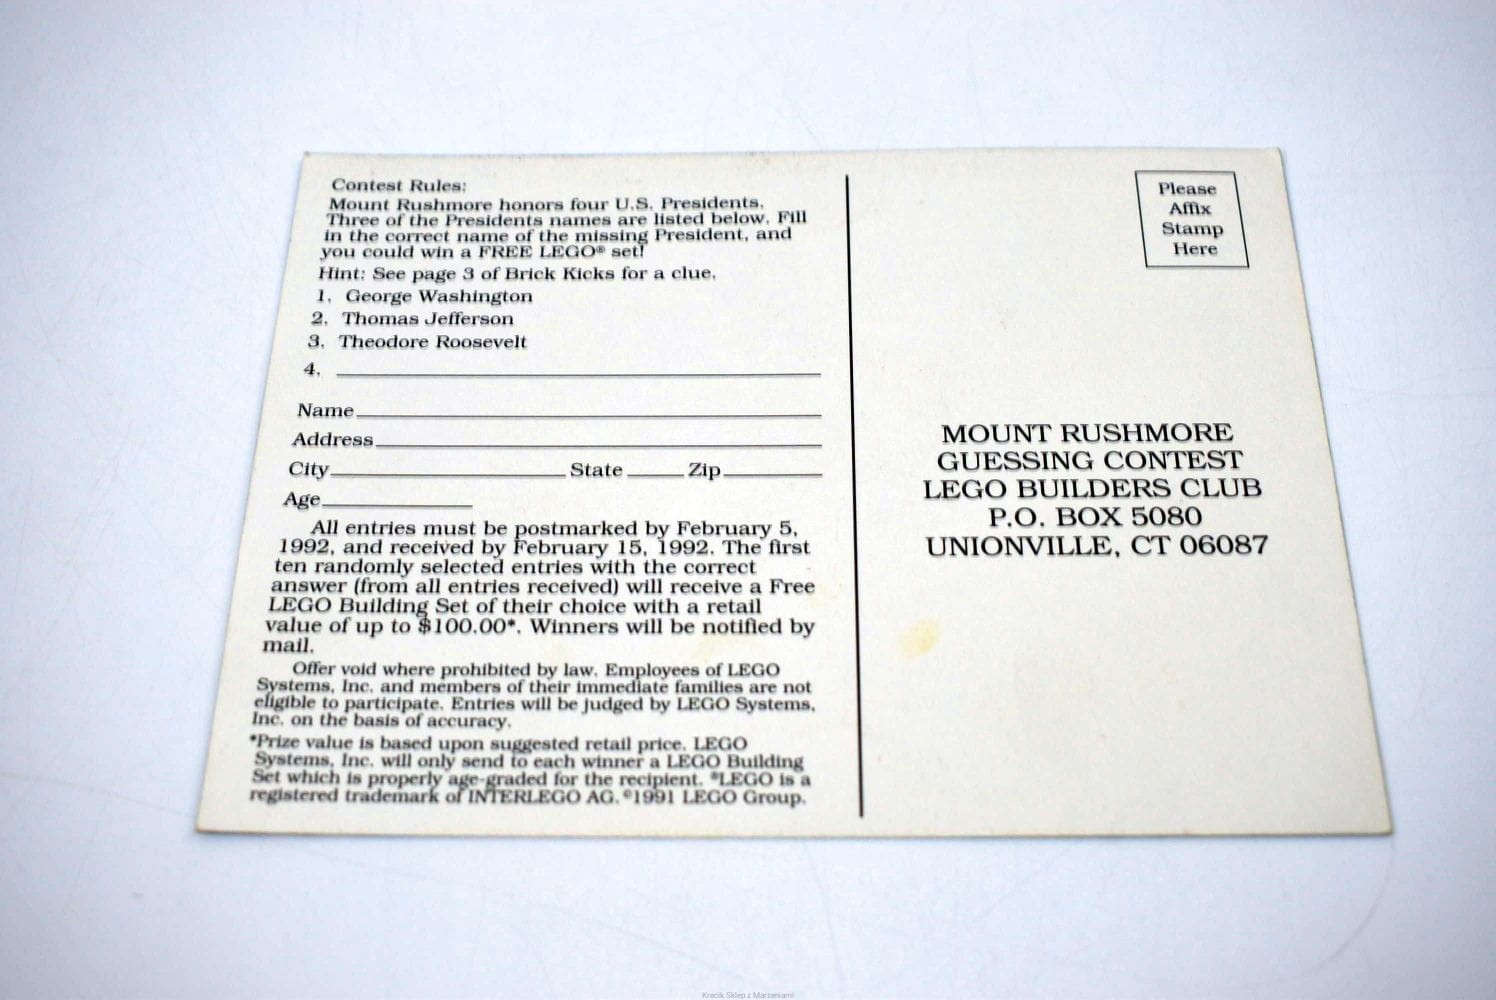 Contest Rules:
Mount Rushmore honors four U.S. Presidents.
Three of the Presidents names are listed below. Fill
in the correct name of the missing President, and
you could win a FREE LEGO® set!
Hint: See page 3 of Brick Kicks for a clue.
1. George Washington
2. Thomas Jefferson
3. Theodore Roosevelt
4.
Name
Address
City State Zip
Age
All entries must be postmarked by February 5,
1992, and received by February 15, 1992. The first
ten randomly selected entries with the correct
answer (from all entries received) will receive a Free
LEGO Building Set of their choice with a retail
value of up to $100.00*. Winners will be notified by
mail.
Offer void where prohibited by law. Employees of LEGO
Systems, Inc. and members of their immediate families are not
eligible to participate. Entries will be judged by LEGO Systems,
Inc. on the basis of accuracy.
*Prize value is based upon suggested retail price. LEGO
Systems, Inc. will only send to each winner a LEGO Building
Set which is properly age-graded for the recipient. ®LEGO is a
registered trademark of INTERLEGO AG. ©1991 LEGO Group.
Please
Affix
Stamp
Here
MOUNT RUSHMORE
GUESSING CONTEST
LEGO BUILDERS CLUB
P.O. BOX 5080
UNIONVILLE, CT 06087
Krecik Sklep z Marzeniami